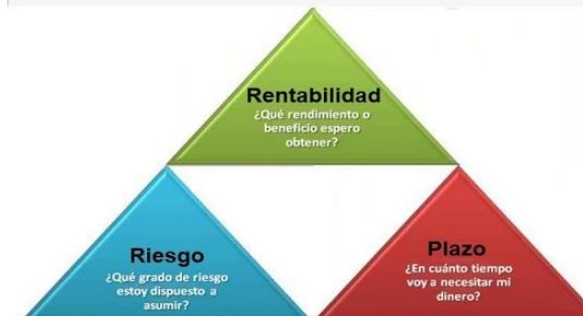 Rentabilidad
¿Qué rendimiento o
beneficio espero
obtener?
Riesgo
¿Qué grado de riesgo
estoy dispuesto a
asumir?
Plazo
¿En cuánto tiempo
voy a necesitar mi
dinero?